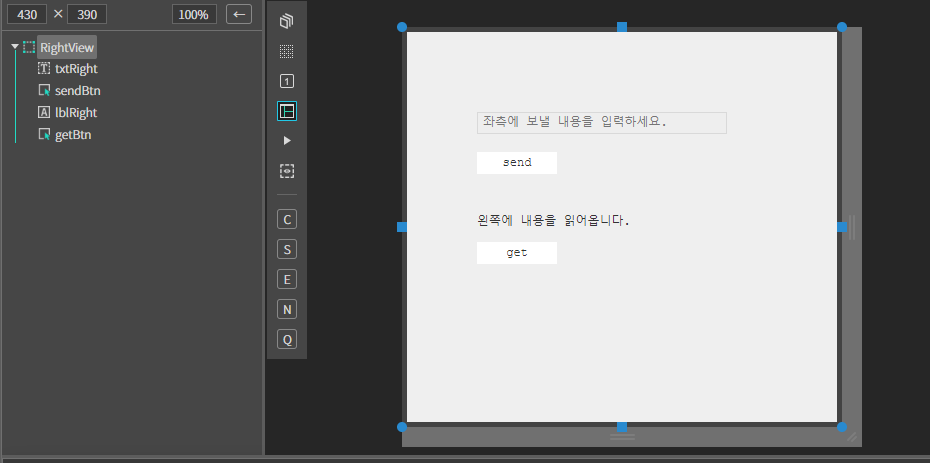 430 × 390 100% ←
RightView
txtRight
sendBtn
lblRight
getBtn
1
C
S
E
N
Q
좌측에 보낼 내용을 입력하세요.
send
왼쪽에 내용을 읽어옵니다.
get